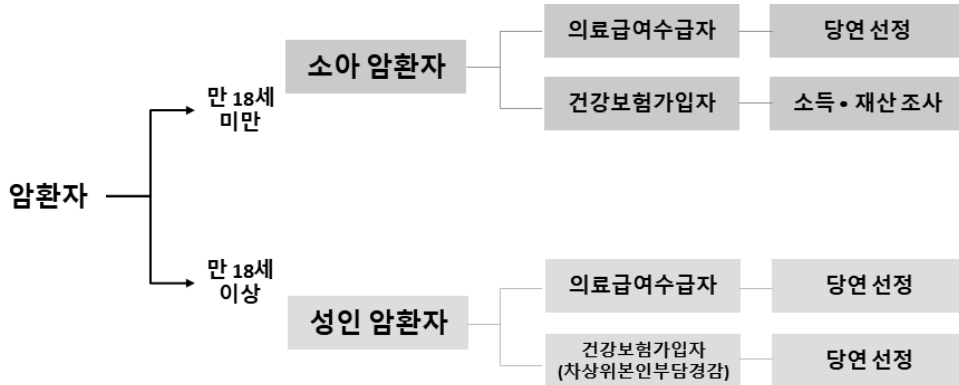 암환자
만 18세
미만
소아 암환자
의료급여수급자
당연 선정
건강보험가입자
소득 • 재산 조사
만 18세
이상
성인 암환자
의료급여수급자
당연 선정
건강보험가입자
(차상위본인부담경감)
당연 선정